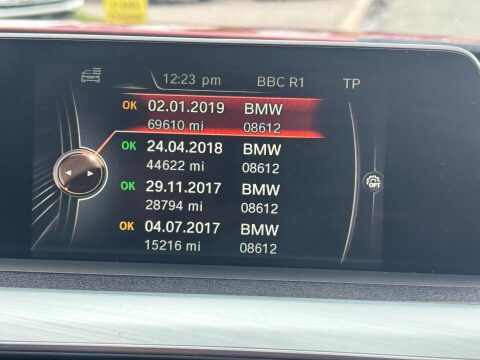 12:23 pm BBC R1 TP
OK 02.01.2019 BMW
69610 mi 08612
OK 24.04.2018 BMW
44622 mi 08612
OK 29.11.2017 BMW
28794 mi 08612
OK 04.07.2017 BMW
15216 mi 08612
OPT